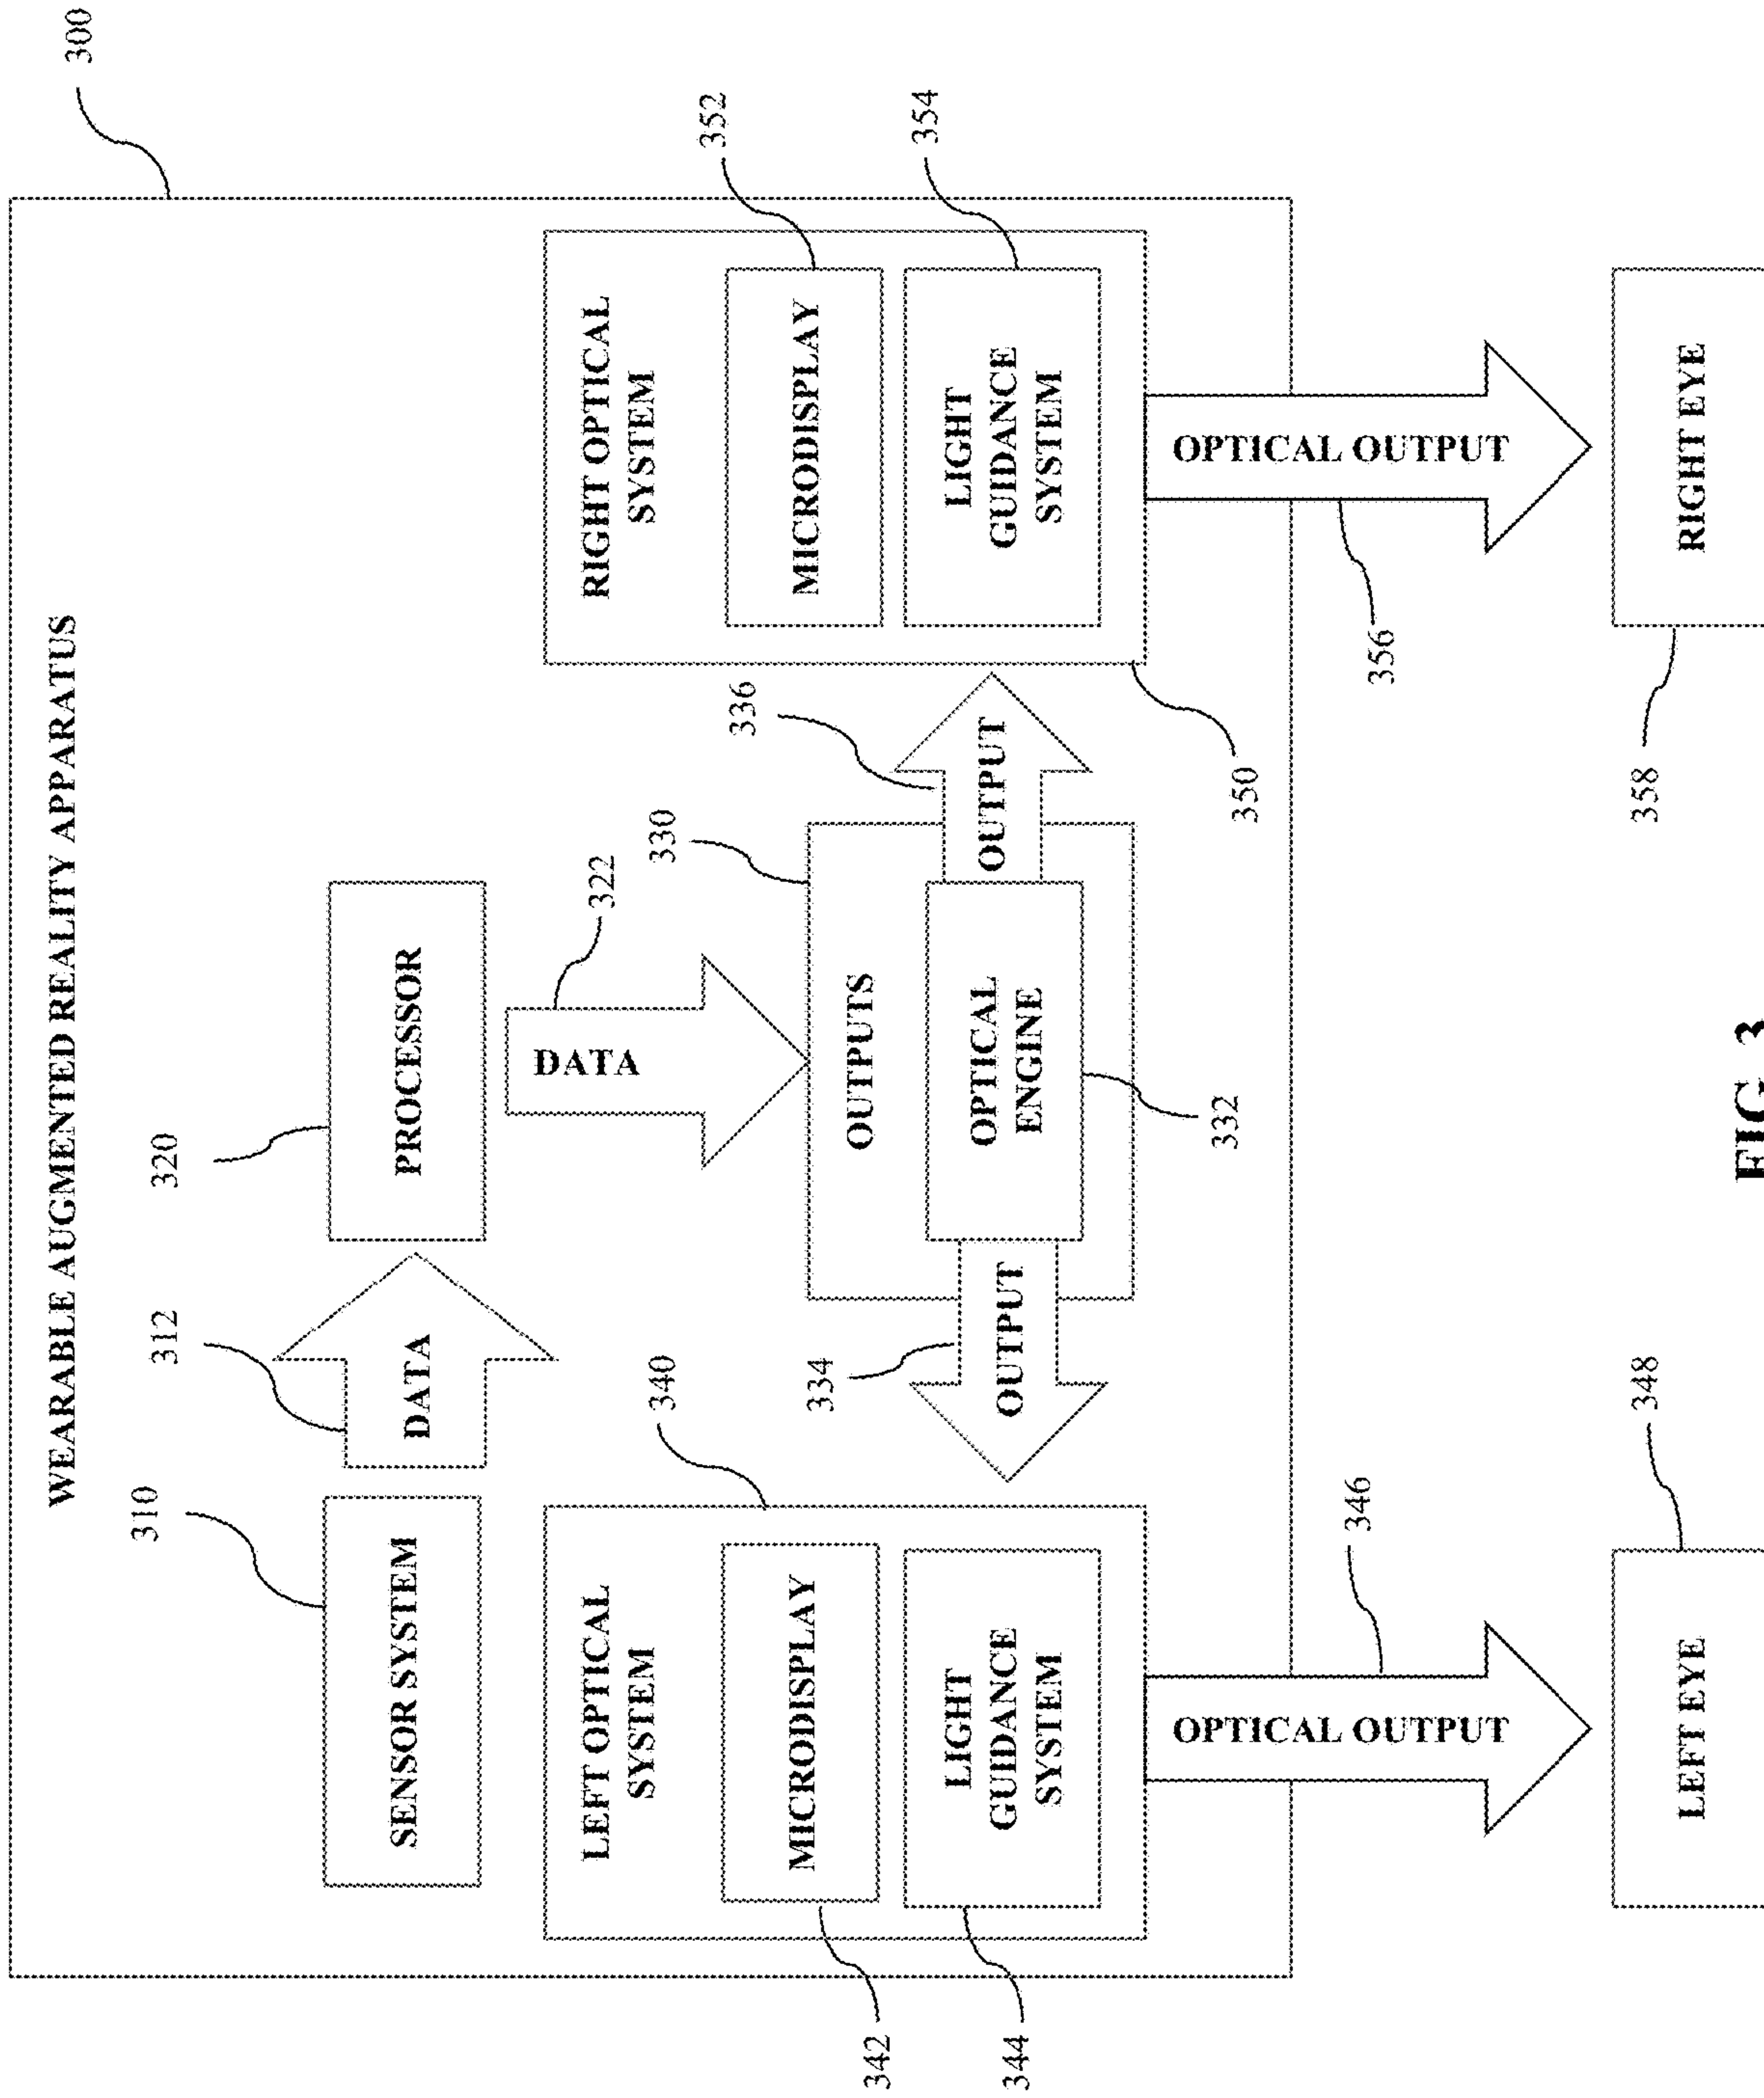 WEARABLE AUGMENTED REALITY APPARATUS
300
310
SENSOR SYSTEM
312
DATA
320
PROCESSOR
322
DATA
340
LEFT OPTICAL
SYSTEM
MICRODISPLAY
342
LIGHT
GUIDANCE
SYSTEM
344
334
OUTPUT
330
OUTPUTS
OPTICAL
ENGINE
332
336
OUTPUT
350
RIGHT OPTICAL
SYSTEM
MICRODISPLAY
352
LIGHT
GUIDANCE
SYSTEM
354
OPTICAL OUTPUT
346
OPTICAL OUTPUT
356
LEFT EYE
348
RIGHT EYE
358
FIG. 3